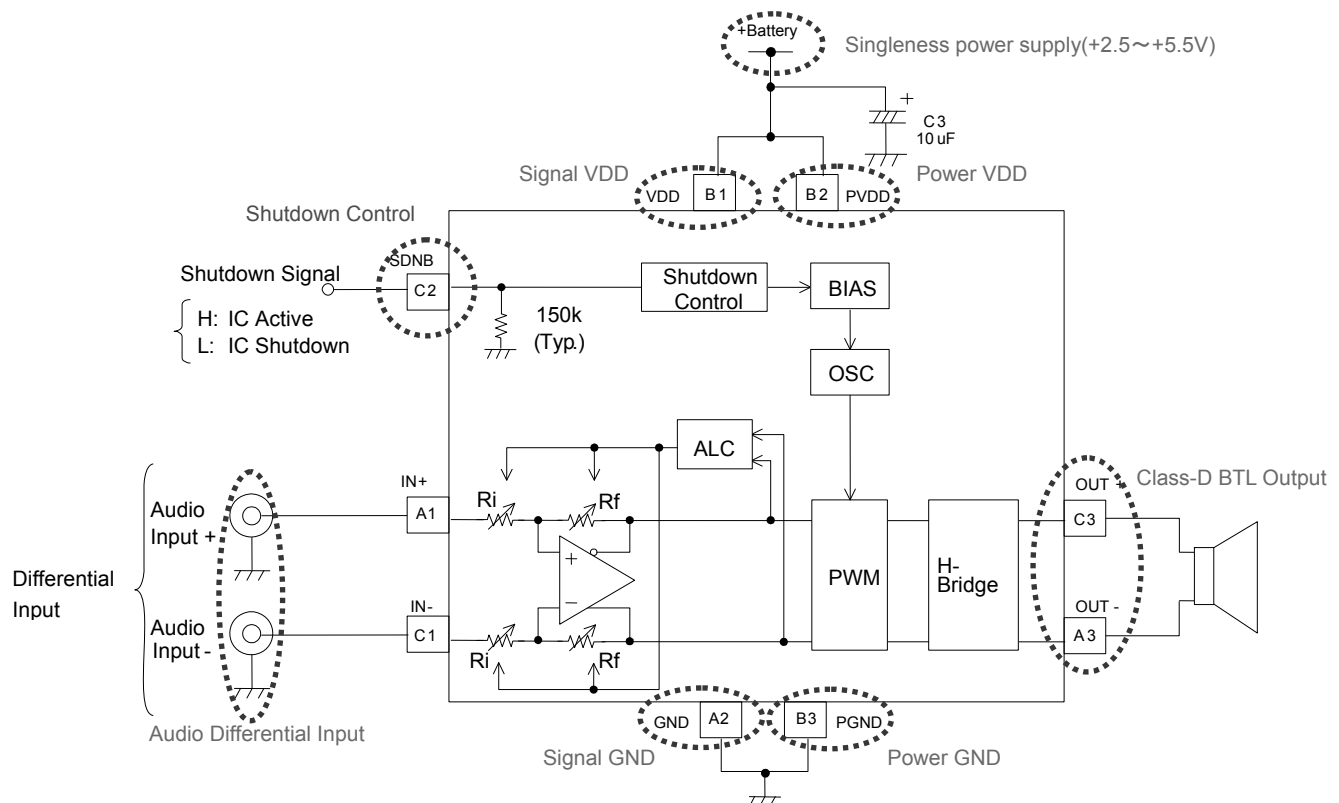 +Battery
Singleness power supply(+2.5～+5.5V)
+
C3
10 uF
Signal VDD
VDD
B1
B2
PVDD
Power VDD
Shutdown Control
SDNB
Shutdown Signal
C2
H: IC Active
L: IC Shutdown
150k
(Typ.)
Shutdown
Control
BIAS
OSC
ALC
IN+
A1
Ri
Rf
Audio
Input +
Differential
Input
+
-
PWM
H-
Bridge
OUT +
C3
Class-D BTL Output
OUT -
A3
IN-
C1
Ri
Rf
Audio
Input -
Audio Differential Input
GND
A2
B3
PGND
Signal GND
Power GND